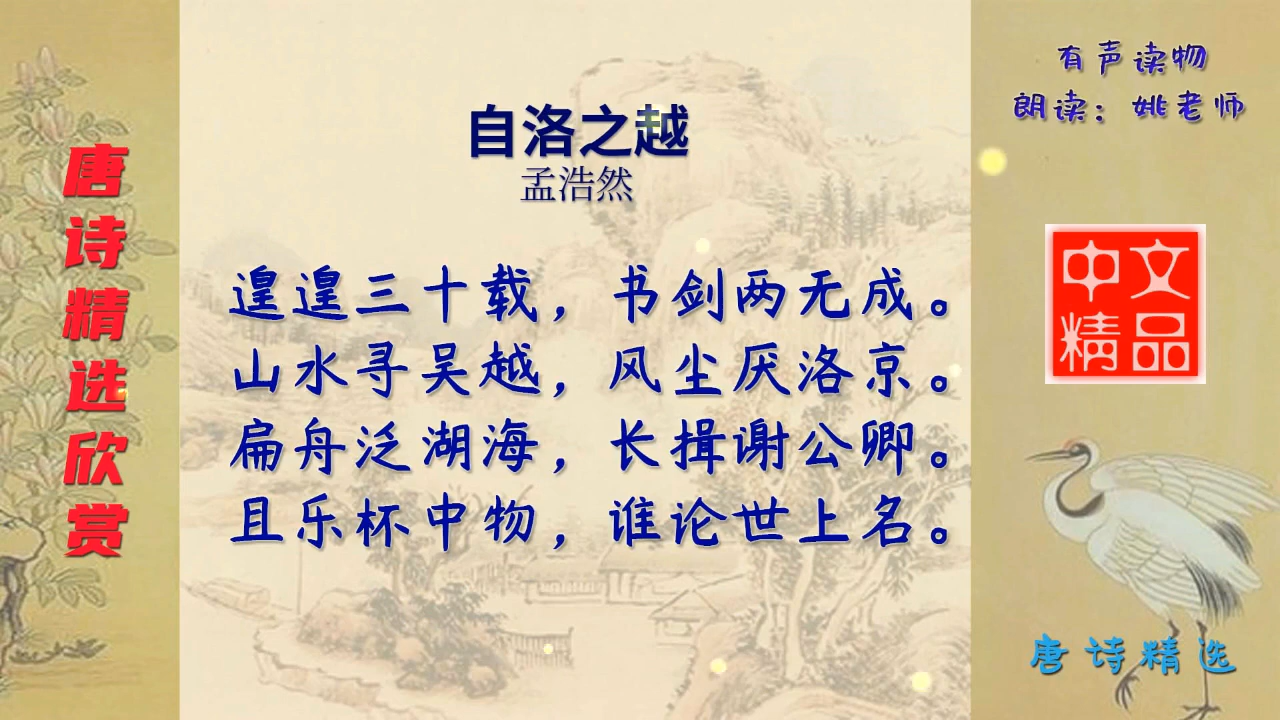 唐诗精选欣赏
自洛之越
孟浩然
遑遑三十载，书剑两无成。
山水寻吴越，风尘厌洛京。
扁舟泛湖海，长揖谢公卿。
且乐杯中物，谁论世上名。
有声读物
朗读：姚老师
中文
精品
唐诗精选